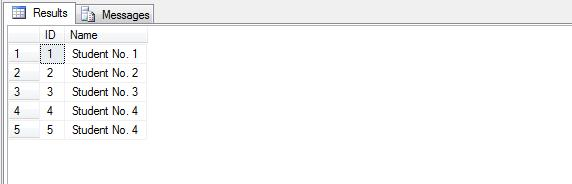 Results Messages
ID Name
1 1 Student No. 1
2 2 Student No. 2
3 3 Student No. 3
4 4 Student No. 4
5 5 Student No. 4